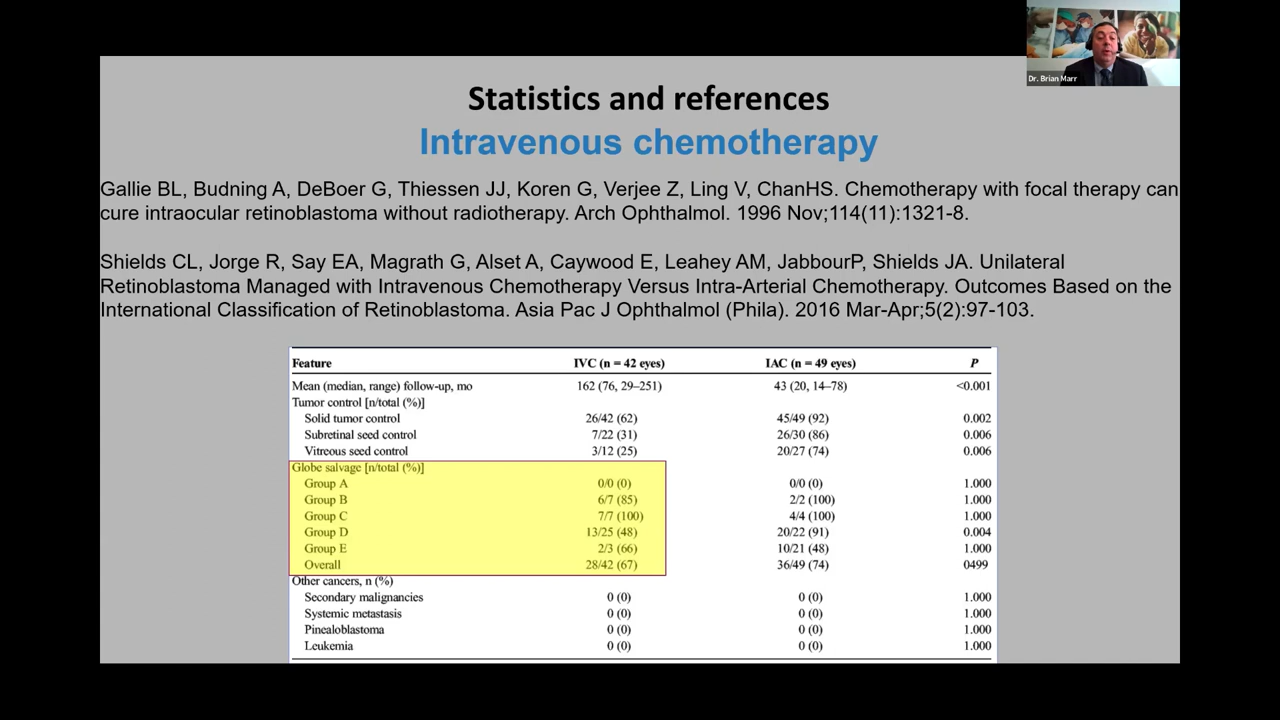 Dr. Brian Marr
Statistics and references
Intravenous chemotherapy
Gallie BL, Budning A, DeBoer G, Thiessen JJ, Koren G, Verjee Z, Ling V, ChanHS. Chemotherapy with focal therapy can
cure intraocular retinoblastoma without radiotherapy. Arch Ophthalmol. 1996 Nov;114(11):1321-8.
Shields CL, Jorge R, Say EA, Magrath G, Alset A, Caywood E, Leahey AM, JabbourP, Shields JA. Unilateral
Retinoblastoma Managed with Intravenous Chemotherapy Versus Intra-Arterial Chemotherapy. Outcomes Based on the
International Classification of Retinoblastoma. Asia Pac J Ophthalmol (Phila). 2016 Mar-Apr;5(2):97-103.
Feature IVC (n = 42 eyes) IAC (n = 49 eyes) P
Mean (median, range) follow-up, mo 162 (76, 29–251) 43 (20, 14–78) <0.001
Tumor control [n/total (%)]
Solid tumor control 26/42 (62) 45/49 (92) 0.002
Subretinal seed control 7/22 (31) 26/30 (86) 0.006
Vitreous seed control 3/12 (25) 20/27 (74) 0.006
Globe salvage [n/total (%)]
Group A 0/0 (0) 0/0 (0) 1.000
Group B 6/7 (85) 2/2 (100) 1.000
Group C 7/7 (100) 4/4 (100) 1.000
Group D 13/25 (48) 20/22 (91) 0.004
Group E 2/3 (66) 10/21 (48) 1.000
Overall 28/42 (67) 36/49 (74) 0499
Other cancers, n (%)
Secondary malignancies 0 (0) 0 (0) 1.000
Systemic metastasis 0 (0) 0 (0) 1.000
Pinealoblastoma 0 (0) 0 (0) 1.000
Leukemia 0 (0) 0 (0) 1.000